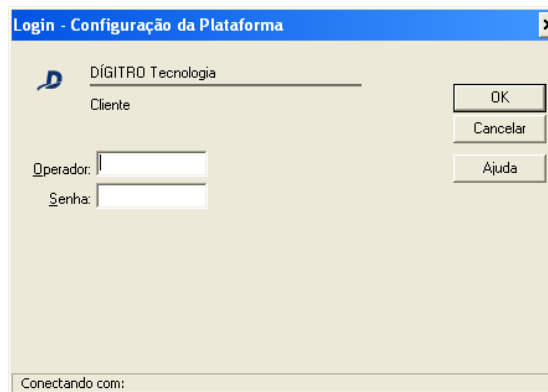 Login - Configuração da Plataforma
DÍGITRO Tecnologia
Cliente
OK
Cancelar
Operador:
Ajuda
Senha:
Conectando com: